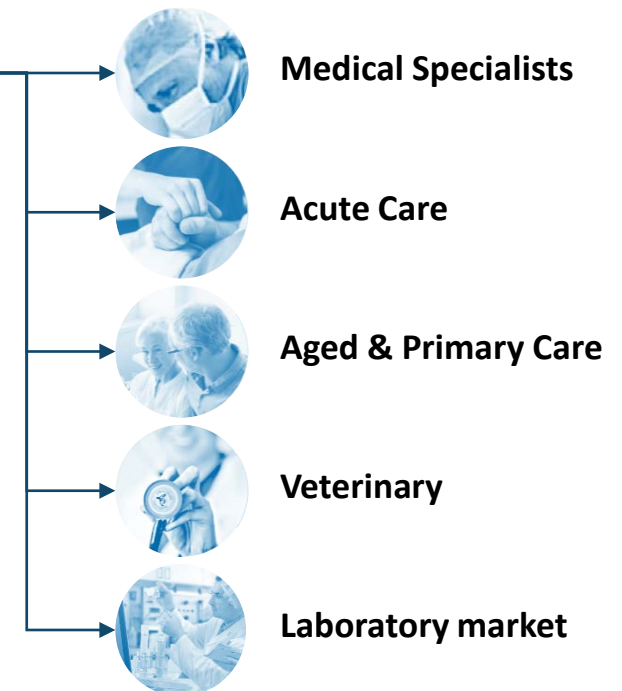 Medical Specialists
Acute Care
Aged & Primary Care
Veterinary
Laboratory market